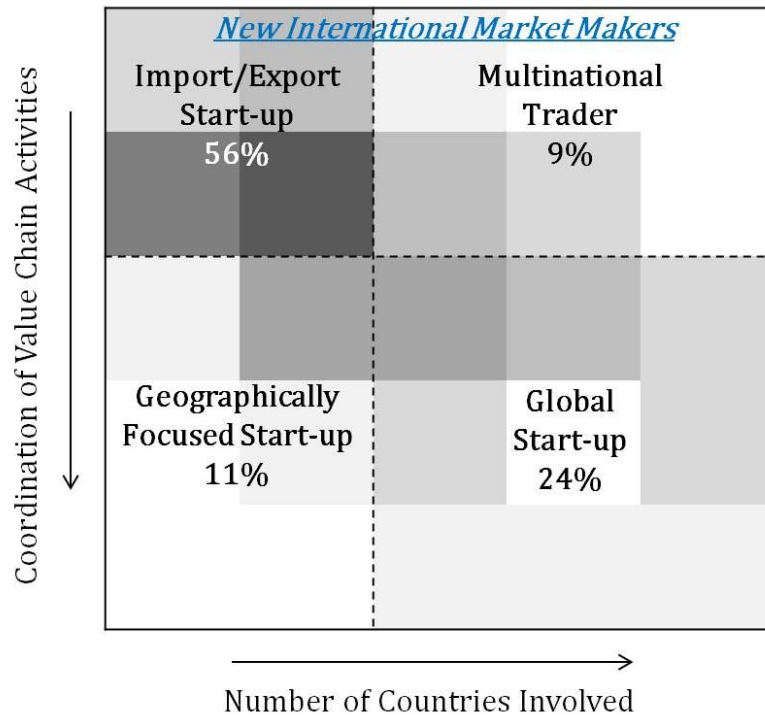 New International Market Makers
Import/Export
Start-up
56%
Multinational
Trader
9%
Geographically
Focused Start-up
11%
Global
Start-up
24%
Coordination of Value Chain Activities
Number of Countries Involved